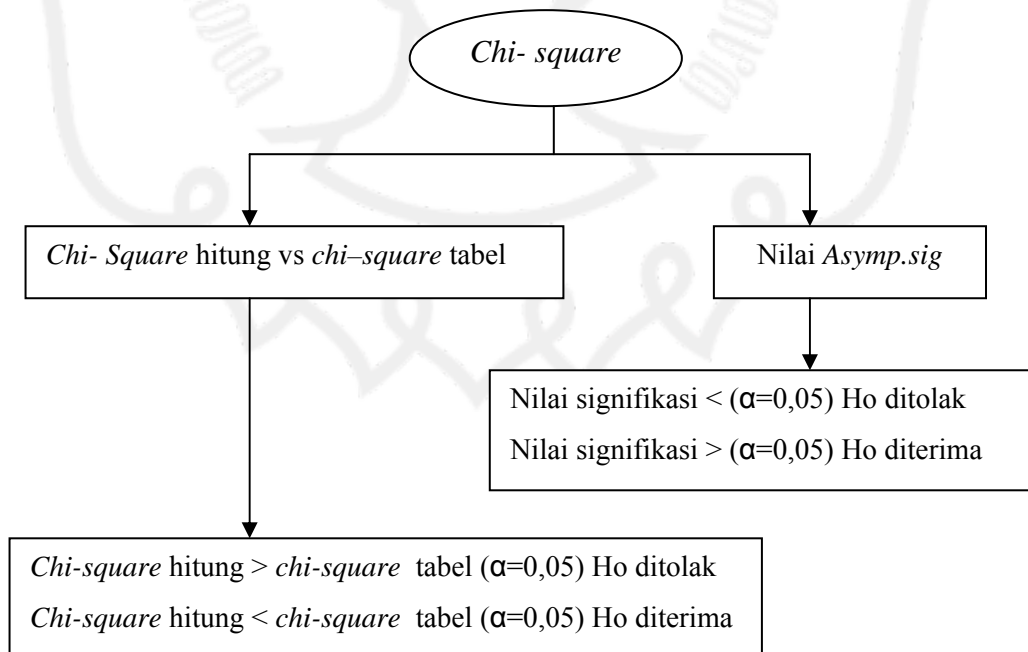 Chi- square
Chi- Square hitung vs chi–square tabel
Nilai Asymp.sig
Nilai signifikasi < (α=0,05) Ho ditolak
Nilai signifikasi > (α=0,05) Ho diterima
Chi-square hitung > chi-square tabel (α=0,05) Ho ditolak
Chi-square hitung < chi-square tabel (α=0,05) Ho diterima